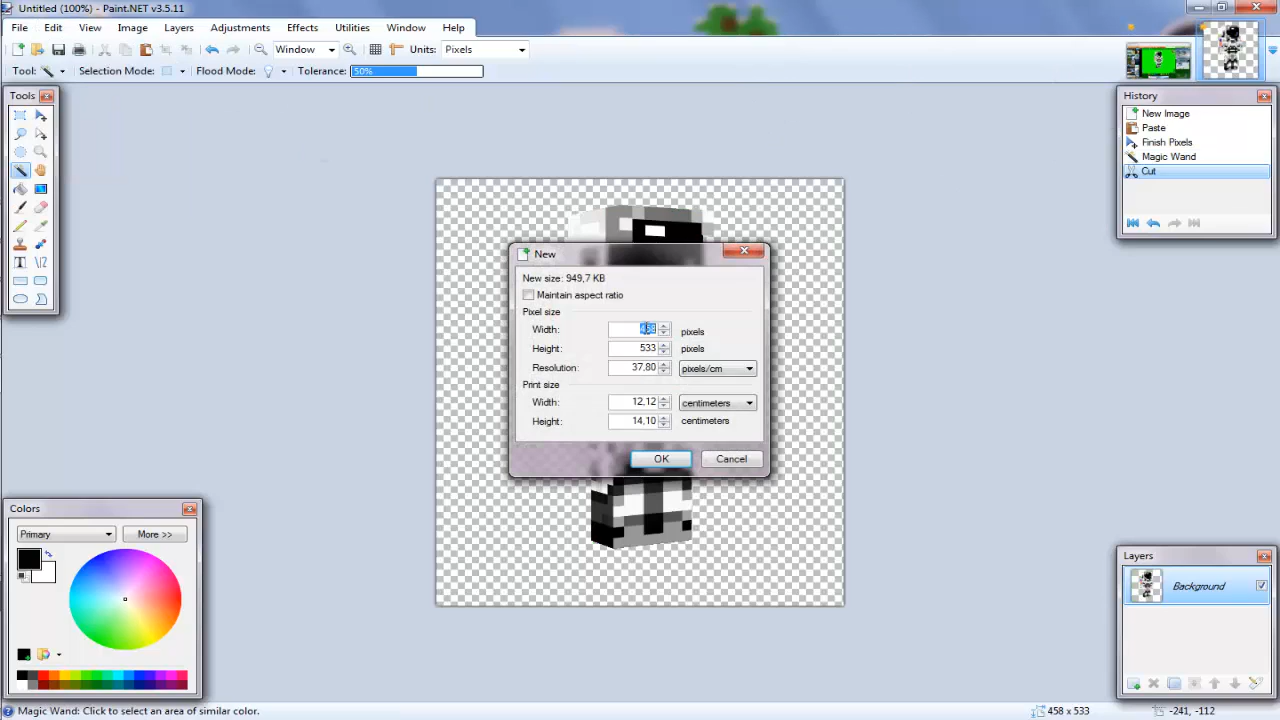 Untitled (100%) - Paint.NET v3.5.11
File Edit View Image Layers Adjustments Effects Utilities Window Help
Window Units: Pixels
Tool: Selection Mode: Flood Mode: Tolerance: 50%
Tools
History
New Image
Paste
Finish Pixels
Magic Wand
Cut
New
New size: 949,7 KB
Maintain aspect ratio
Pixel size
Width: 458 pixels
Height: 533 pixels
Resolution: 37,80 pixels/cm
Print size
Width: 12,12 centimeters
Height: 14,10 centimeters
OK Cancel
Colors
Primary More >>
Layers
Background
Magic Wand: Click to select an area of similar color. 458 x 533 -241, -112